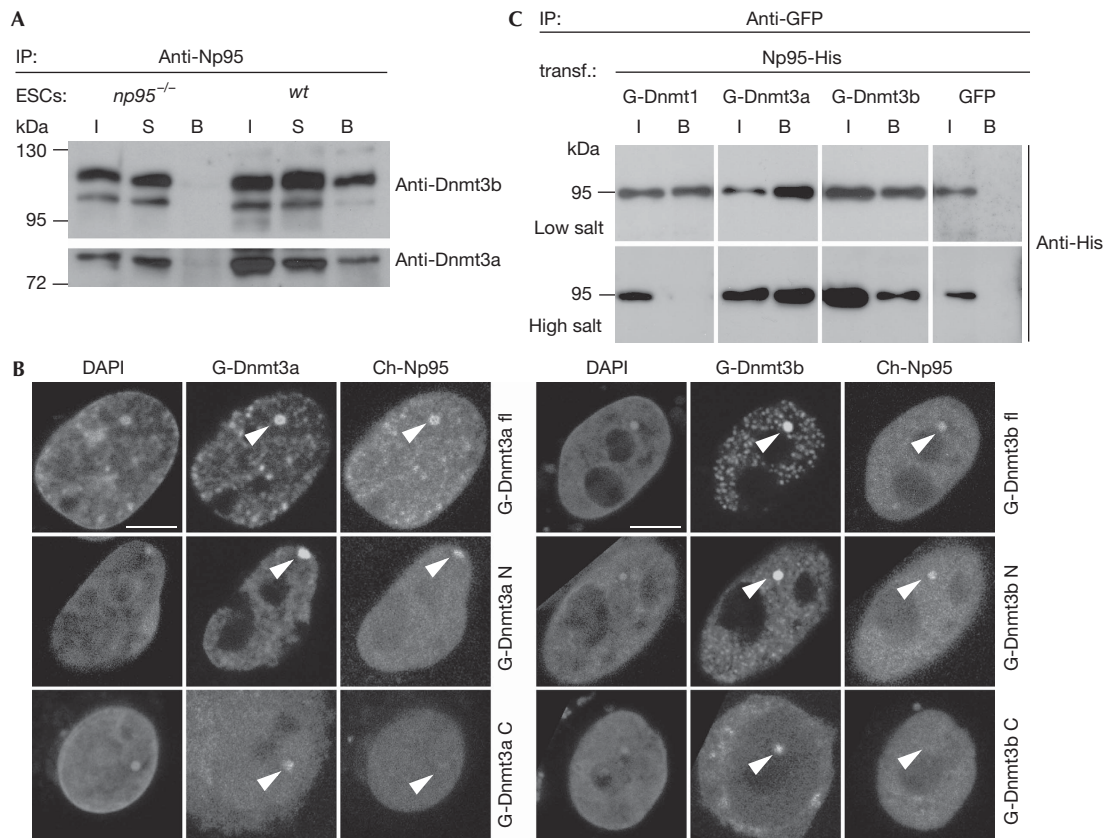 A
IP: Anti-Np95
ESCs: np95–/– wt
kDa I S B I S B
130
Anti-Dnmt3b
95
Anti-Dnmt3a
72
C
IP: Anti-GFP
Np95-His
transf.:
G-Dnmt1 G-Dnmt3a G-Dnmt3b GFP
I B I B I B I B
kDa
95
Low salt
Anti-His
95
High salt
B
DAPI G-Dnmt3a Ch-Np95 DAPI G-Dnmt3b Ch-Np95
G-Dnmt3a fl
G-Dnmt3b fl
G-Dnmt3a N
G-Dnmt3b N
G-Dnmt3a C
G-Dnmt3b C